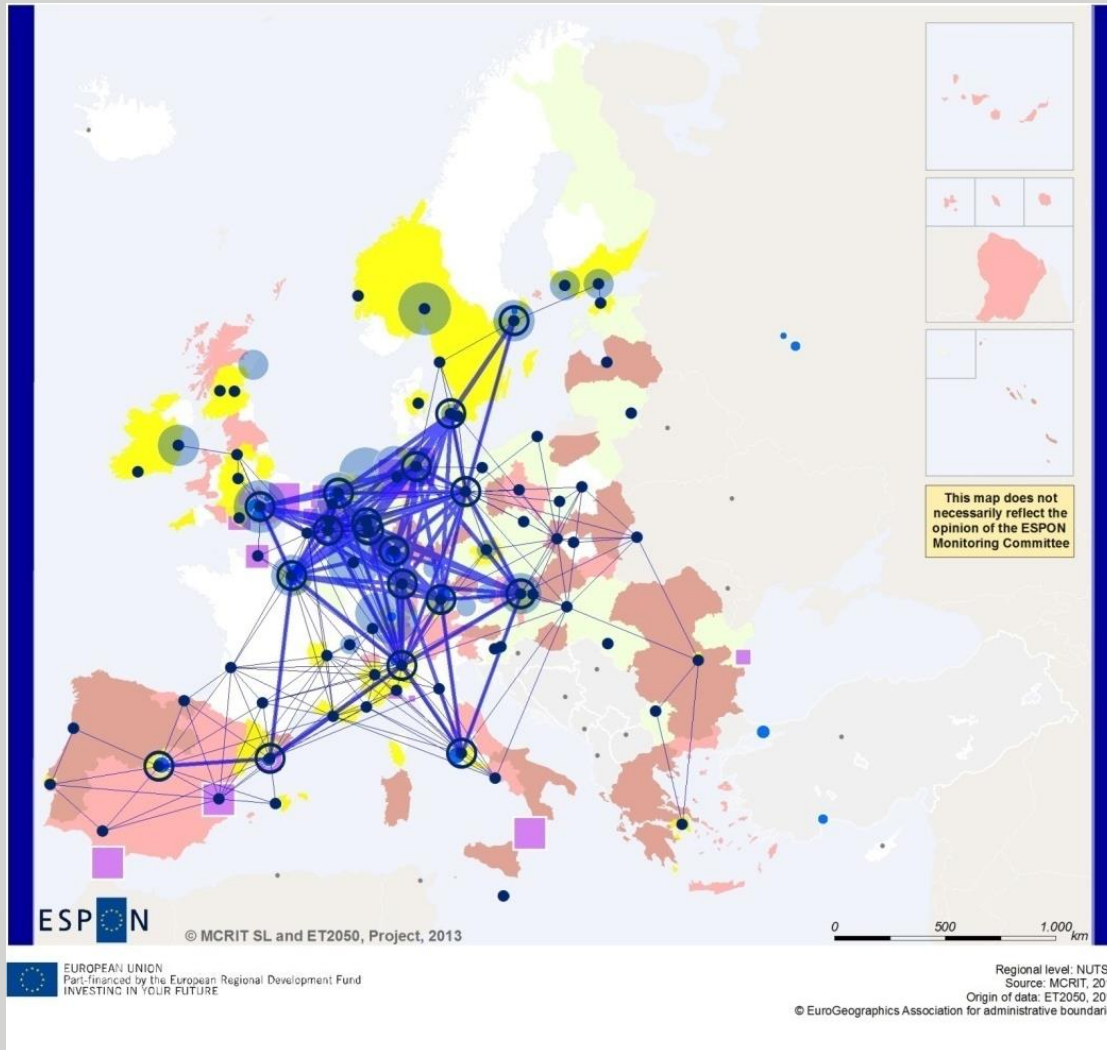 This map does not
necessarily reflect the
opinion of the ESPON
Monitoring Committee
ESPON
© MCRIT SL and ET2050, Project, 2013
0 500 1.000
km
EUROPEAN UNION
Part-financed by the European Regional Development Fund
INVESTING IN YOUR FUTURE
Regional level: NUTS
Source: MCRIT, 20
Origin of data: ET2050, 20
© EuroGeographics Association for administrative boundari